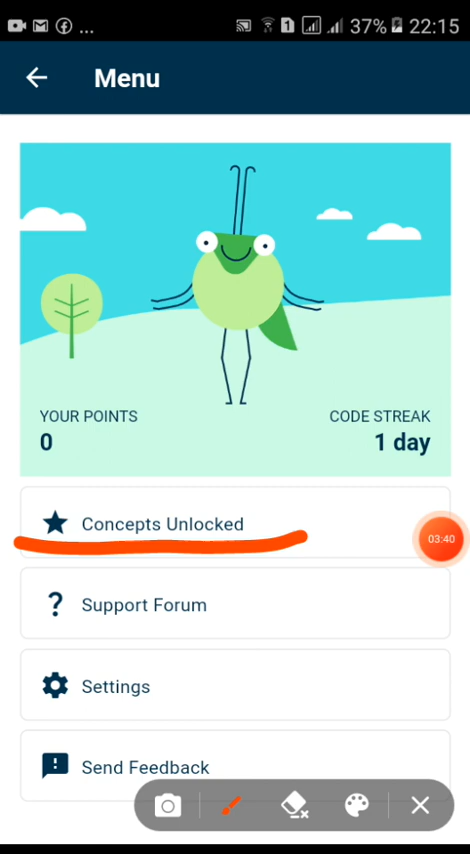 ... 1 37% 22:15
Menu
YOUR POINTS CODE STREAK
0 1 day
Concepts Unlocked
03:40
? Support Forum
Settings
Send Feedback